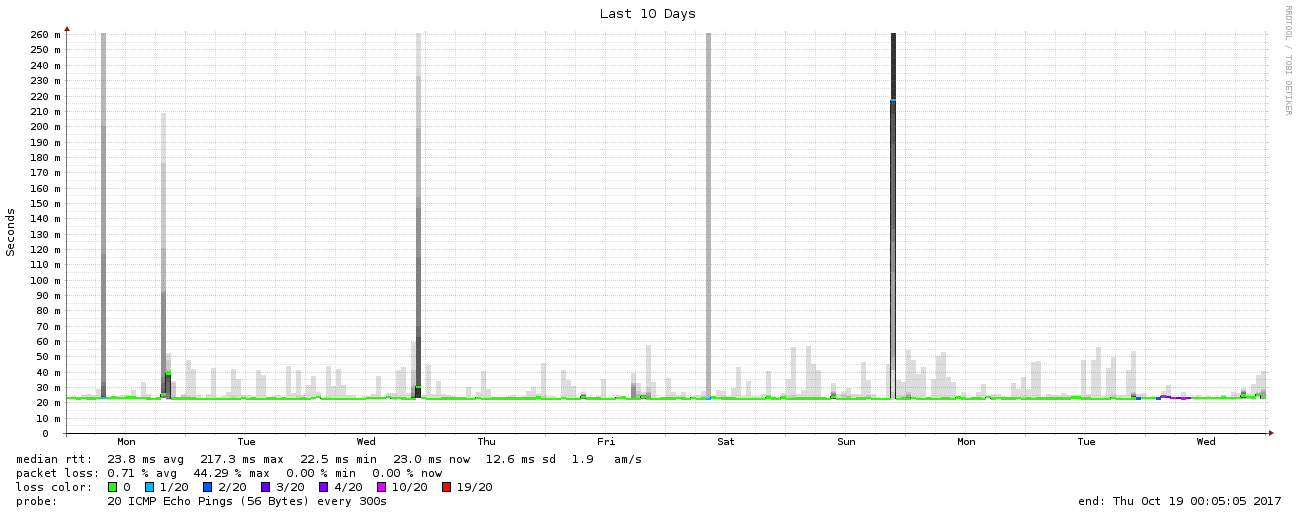 Last 10 Days
RRDTOOL / TOBI OETIKER
Seconds
260 m
250 m
240 m
230 m
220 m
210 m
200 m
190 m
180 m
170 m
160 m
150 m
140 m
130 m
120 m
110 m
100 m
90 m
80 m
70 m
60 m
50 m
40 m
30 m
20 m
10 m
0
Mon Tue Wed Thu Fri Sat Sun Mon Tue Wed
median rtt: 23.8 ms avg 217.3 ms max 22.5 ms min 23.0 ms now 12.6 ms sd 1.9 am/s
packet loss: 0.71 % avg 44.29 % max 0.00 % min 0.00 % now
loss color: 0 1/20 2/20 3/20 4/20 10/20 19/20
probe: 20 ICMP Echo Pings (56 Bytes) every 300s end: Thu Oct 19 00:05:05 2017